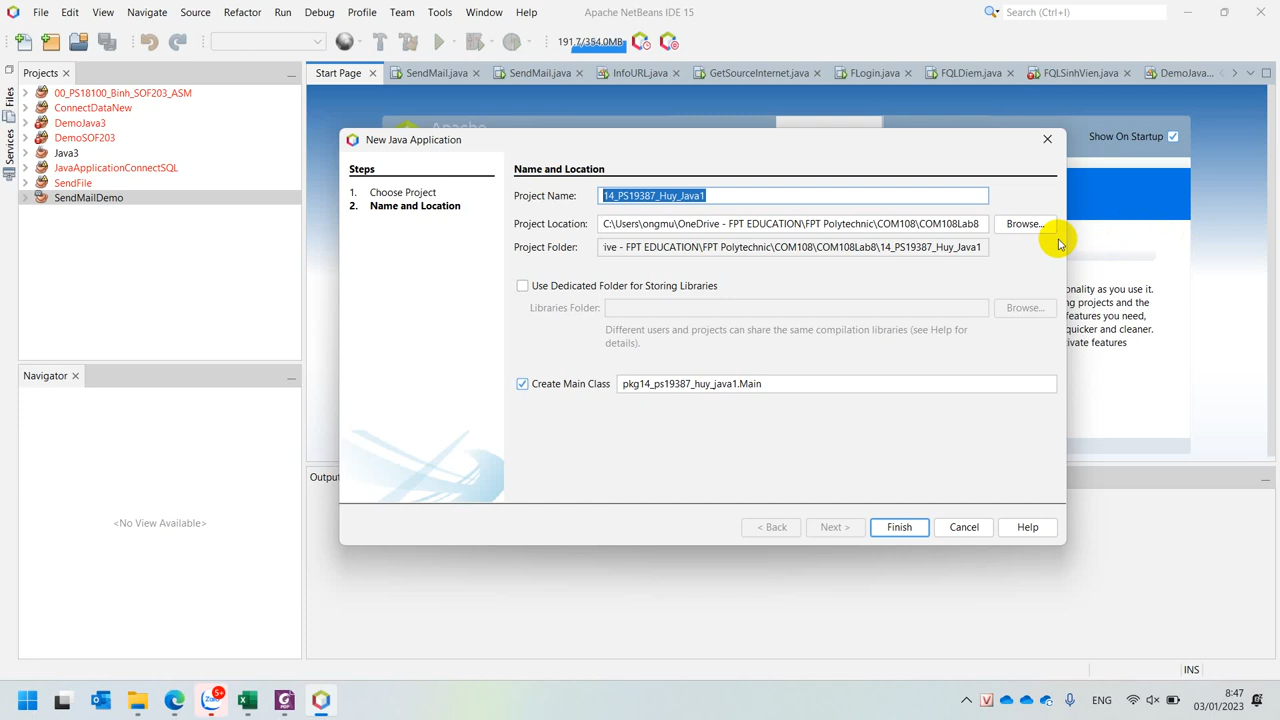 File Edit View Navigate Source Refactor Run Debug Profile Team Tools Window Help
Apache NetBeans IDE 15
Search (Ctrl+I)
191.7/354.0MB
Projects
Start Page
SendMail.java
SendMail.java
InfoURL.java
GetSourceInternet.java
FLogin.java
FQLDiem.java
FQLSinhVien.java
DemoJava...
Files
Services
00_PS18100_Binh_SOF203_ASM
ConnectDataNew
DemoJava3
DemoSOF203
Java3
JavaApplicationConnectSQL
SendFile
SendMailDemo
Apache
Show On Startup
New Java Application
Steps
1. Choose Project
2. Name and Location
Name and Location
Project Name: 14_PS19387_Huy_Java1
Project Location: C:\Users\ongmu\OneDrive - FPT EDUCATION\FPT Polytechnic\COM108\COM108Lab8 Browse...
Project Folder: ive - FPT EDUCATION\FPT Polytechnic\COM108\COM108Lab8\14_PS19387_Huy_Java1
Use Dedicated Folder for Storing Libraries
Libraries Folder: Browse...
Different users and projects can share the same compilation libraries (see Help for
details).
Create Main Class pkg14_ps19387_huy_java1.Main
< Back Next > Finish Cancel Help
onality as you use it.
ng projects and the
features you need,
quicker and cleaner.
ivate features
Navigator
<No View Available>
Output
INS
Zalo
5+
ENG
8:47
03/01/2023